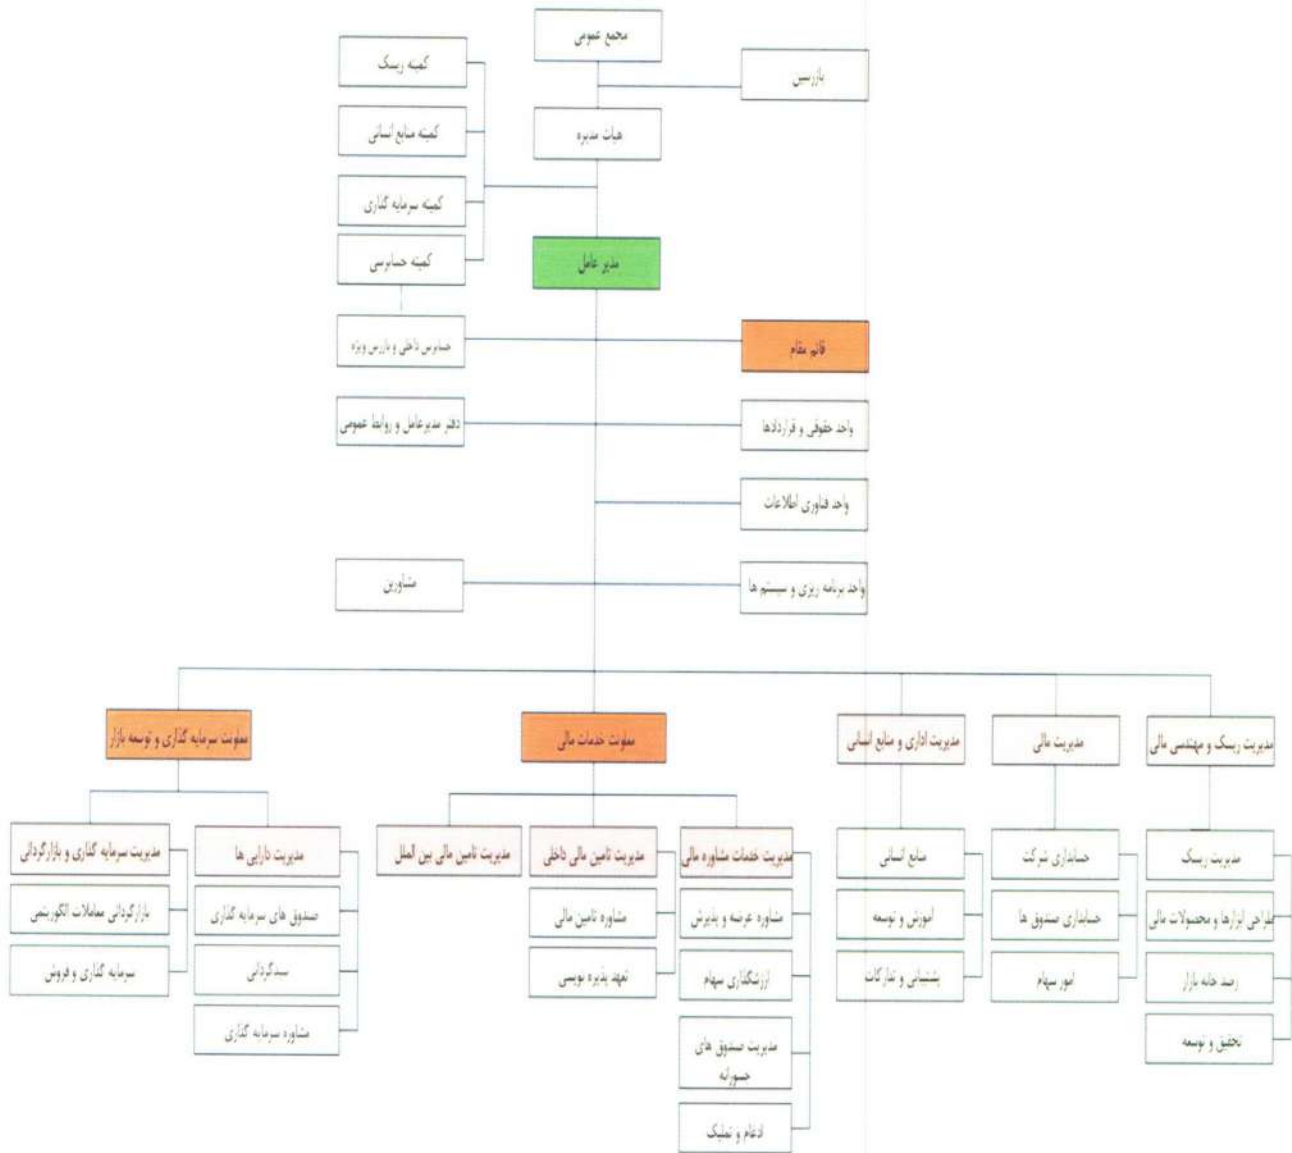 مجمع عمومی
بازرسین
هیات مدیره
کمیته ریسک
کمیته منابع انسانی
کمیته سرمایه گذاری
کمیته حسابرسی
مدیر عامل
حسابرس داخلی و بازرس ویژه
قائم مقام
دفتر مدیرعامل و روابط عمومی
واحد حقوقی و قراردادها
واحد فناوری اطلاعات
مشاورین
واحد برنامه ریزی و سیستم ها
مدیریت ریسک و مهندسی مالی
مدیریت مالی
مدیریت اداری و منابع انسانی
معاونت خدمات مالی
معاونت سرمایه گذاری و توسعه بازار
مدیریت ریسک
طراحی ابزارها و محصولات مالی
رصد خانه بازار
تحقیق و توسعه
حسابداری شرکت
حسابداری صندوق ها
امور سهام
منابع انسانی
آموزش و توسعه
پشتیبانی و تدارکات
مدیریت خدمات مشاوره مالی
مشاوره عرضه و پذیرش
ارزشگذاری سهام
مدیریت صندوق های
جسورانه
ادغام و تملیک
مدیریت تامین مالی داخلی
مشاوره تامین مالی
تعهد پذیره نویسی
مدیریت تامین مالی بین الملل
مدیریت دارایی ها
صندوق های سرمایه گذاری
سبدگردانی
مشاوره سرمایه گذاری
مدیریت سرمایه گذاری و بازارگردانی
بازارگردانی معاملات الگوریتمی
سرمایه گذاری و فروش